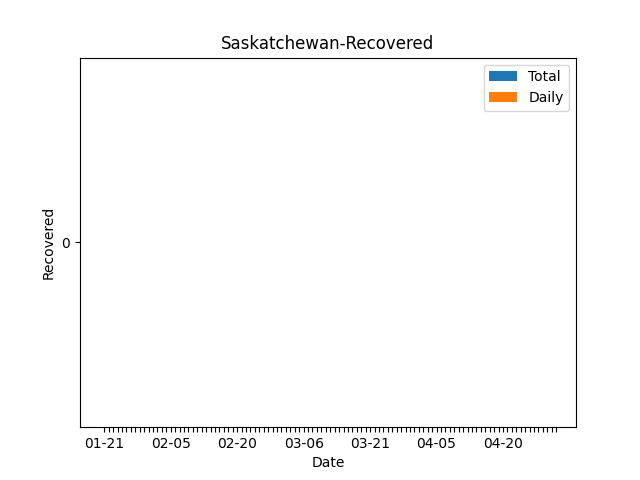 Saskatchewan-Recovered
Total
Daily
Recovered
0
01-21 02-05 02-20 03-06 03-21 04-05 04-20
Date